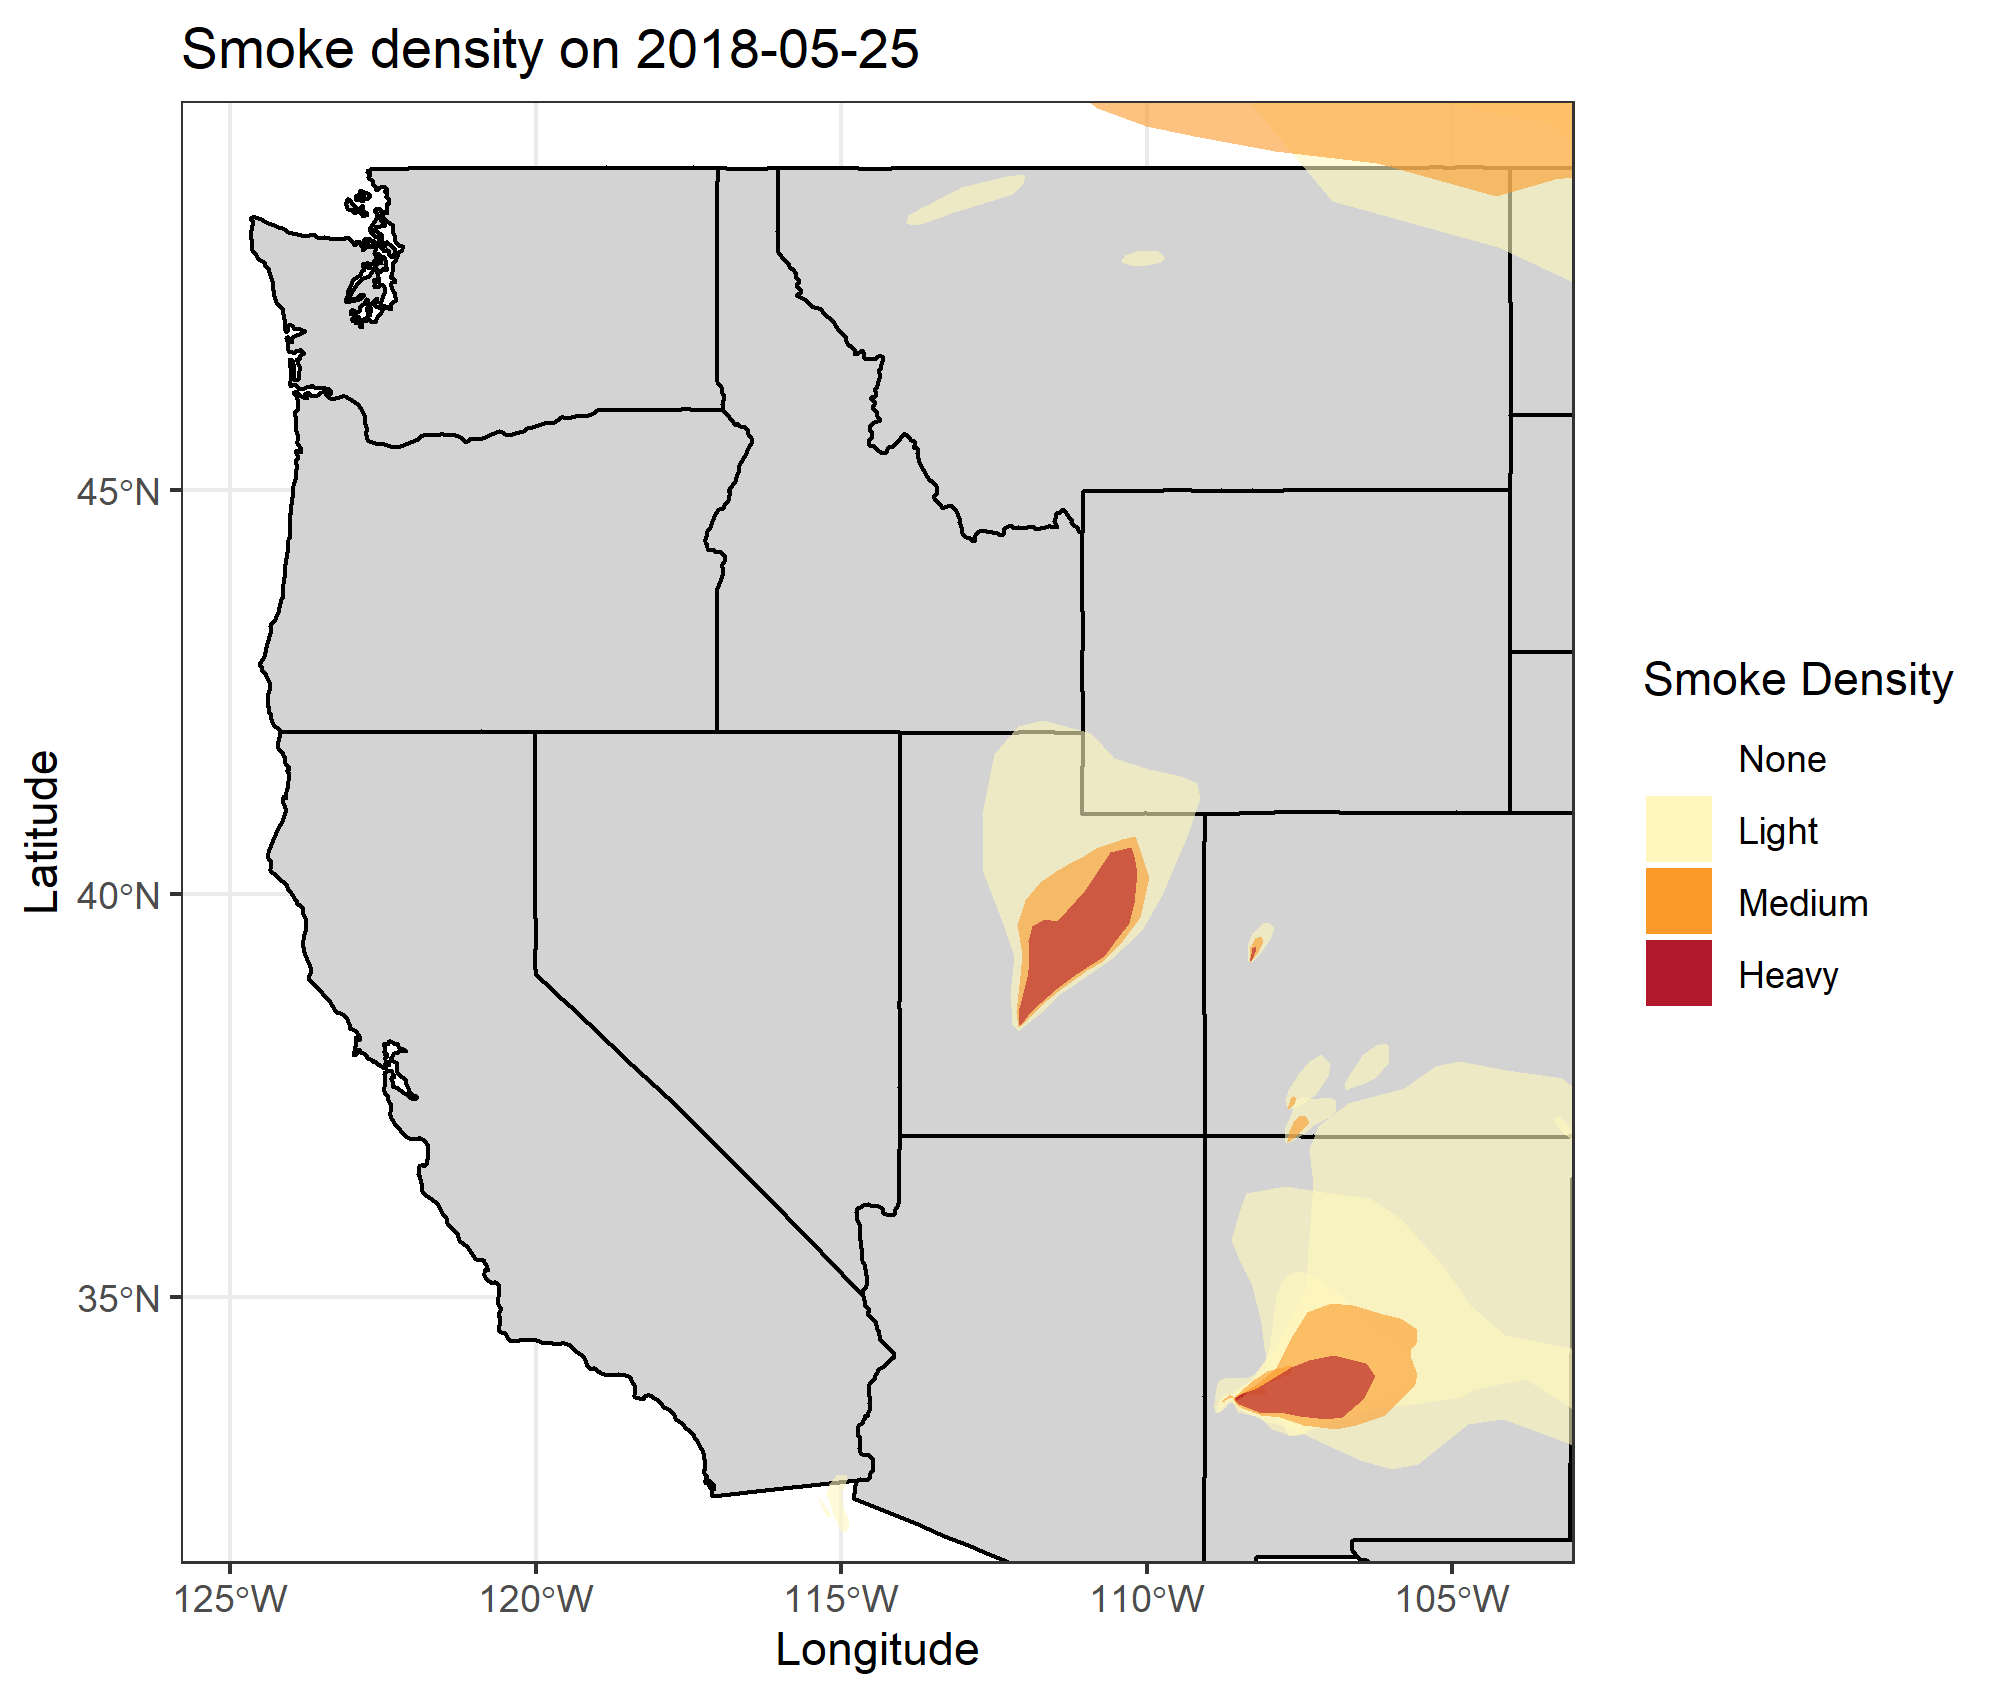 Smoke density on 2018-05-25
45°N
40°N
35°N
Latitude
125°W
120°W
115°W
110°W
105°W
Longitude
Smoke Density
None
Light
Medium
Heavy